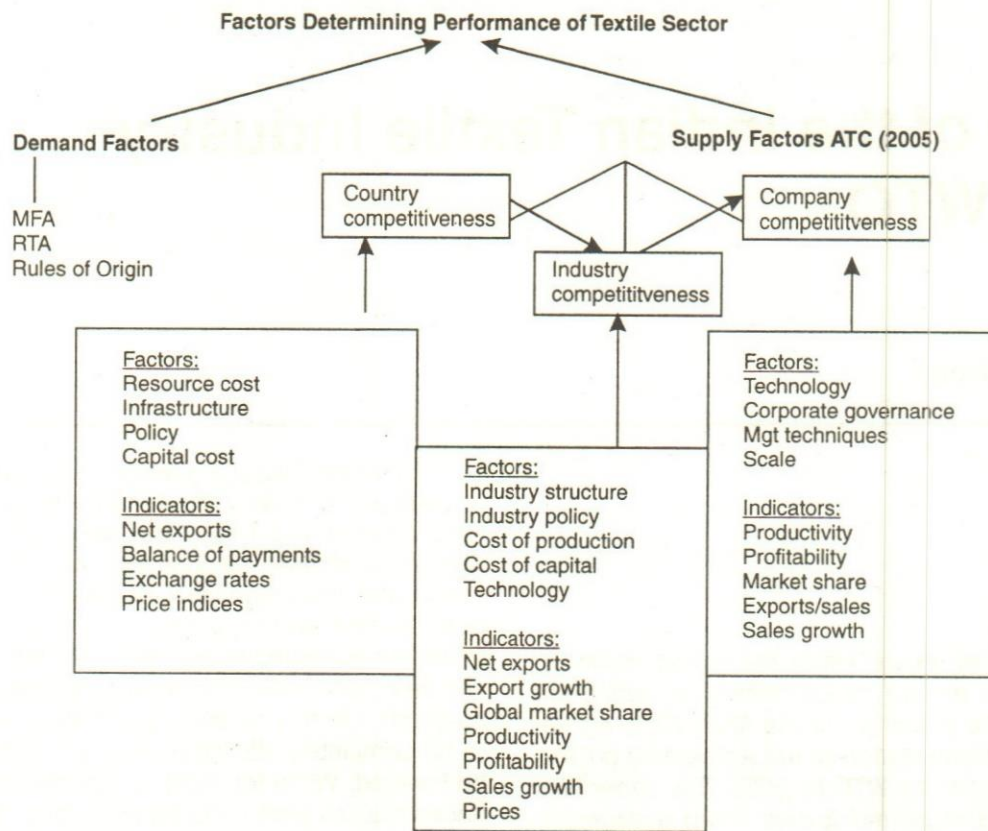 Factors Determining Performance of Textile Sector
Demand Factors
MFA
RTA
Rules of Origin
Supply Factors ATC (2005)
Country
competitiveness
Industry
competititveness
Company
competititveness
Factors:
Resource cost
Infrastructure
Policy
Capital cost
Indicators:
Net exports
Balance of payments
Exchange rates
Price indices
Factors:
Industry structure
Industry policy
Cost of production
Cost of capital
Technology
Indicators:
Net exports
Export growth
Global market share
Productivity
Profitability
Sales growth
Prices
Factors:
Technology
Corporate governance
Mgt techniques
Scale
Indicators:
Productivity
Profitability
Market share
Exports/sales
Sales growth